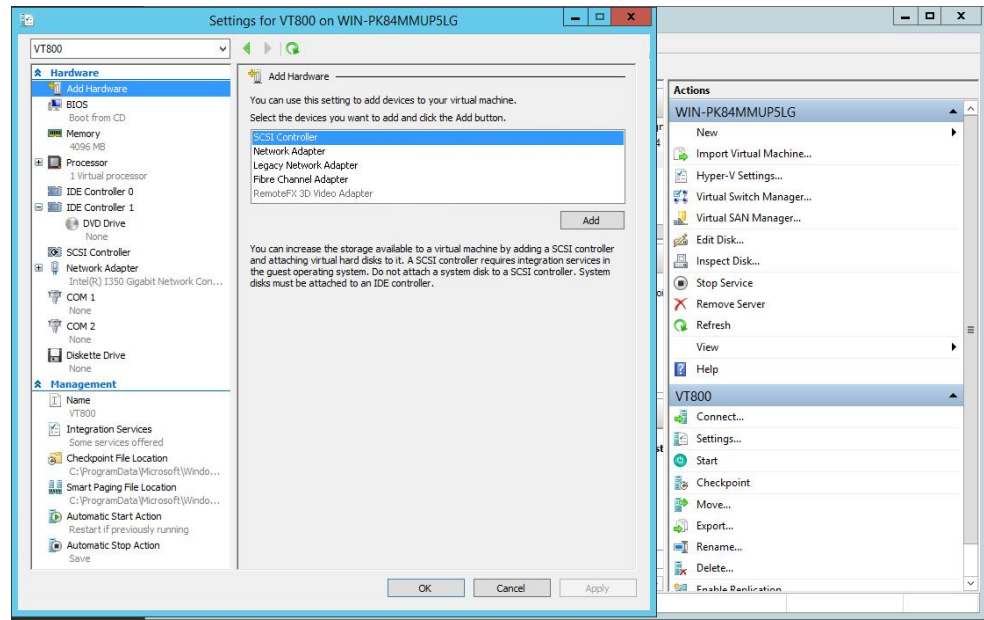 Settings for VT800 on WIN-PK84MMUP5LG
VT800
Hardware
Add Hardware
BIOS
Boot from CD
Memory
4096 MB
Processor
1 Virtual processor
IDE Controller 0
IDE Controller 1
DVD Drive
None
SCSI Controller
Network Adapter
Intel(R) I350 Gigabit Network Con...
COM 1
None
COM 2
None
Diskette Drive
None
Management
Name
VT800
Integration Services
Some services offered
Checkpoint File Location
C:\ProgramData\Microsoft\Windo...
Smart Paging File Location
C:\ProgramData\Microsoft\Windo...
Automatic Start Action
Restart if previously running
Automatic Stop Action
Save
Add Hardware
You can use this setting to add devices to your virtual machine.
Select the devices you want to add and click the Add button.
SCSI Controller
Network Adapter
Legacy Network Adapter
Fibre Channel Adapter
RemoteFX 3D Video Adapter
Add
You can increase the storage available to a virtual machine by adding a SCSI controller
and attaching virtual hard disks to it. A SCSI controller requires integration services in
the guest operating system. Do not attach a system disk to a SCSI controller. System
disks must be attached to an IDE controller.
OK
Cancel
Apply
Actions
WIN-PK84MMUP5LG
New
Import Virtual Machine...
Hyper-V Settings...
Virtual Switch Manager...
Virtual SAN Manager...
Edit Disk...
Inspect Disk...
Stop Service
Remove Server
Refresh
View
Help
VT800
Connect...
Settings...
Start
Checkpoint
Move...
Export...
Rename...
Delete...
Enable Replication